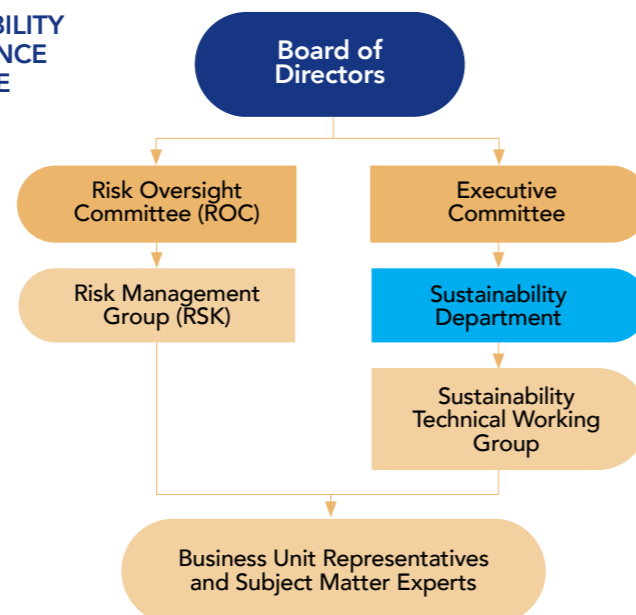 BILITY
NCE
E
Board of
Directors
Risk Oversight
Committee (ROC)
Executive
Committee
Risk Management
Group (RSK)
Sustainability
Department
Sustainability
Technical Working
Group
Business Unit Representatives
and Subject Matter Experts